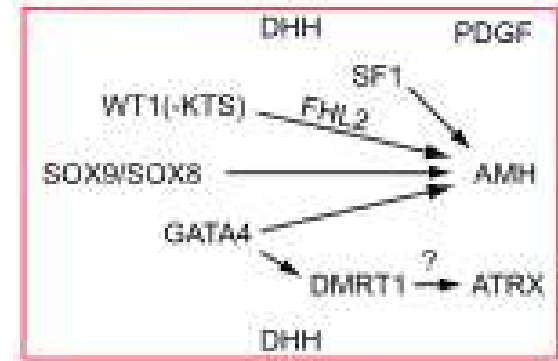 DHH PDGF
SF1
WT1(-KTS) FHL2
SOX9/SOX8 AMH
GATA4
DMRT1 ? ATRX
DHH